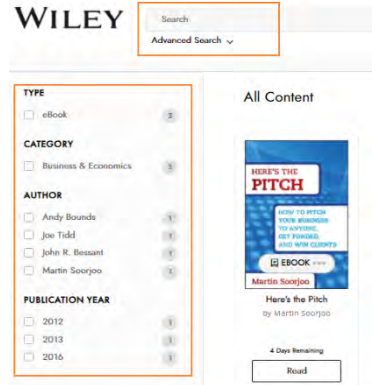 WILEY
Search
Advanced Search
TYPE
eBook 3
CATEGORY
Business & Economics 3
AUTHOR
Andy Bounds 1
Joe Tidd 1
John R. Bessant 1
Martin Soorjoo 1
PUBLICATION YEAR
2012 1
2013 1
2016 1
All Content
HERE'S THE
PITCH
HOW TO PITCH
YOUR BUSINESS
TO ANYONE,
GET FUNDED,
AND WIN CLIENTS
EBOOK
Martin Soorjoo
Here's the Pitch
by Martin Soorjoo
4 Days Remaining
Read